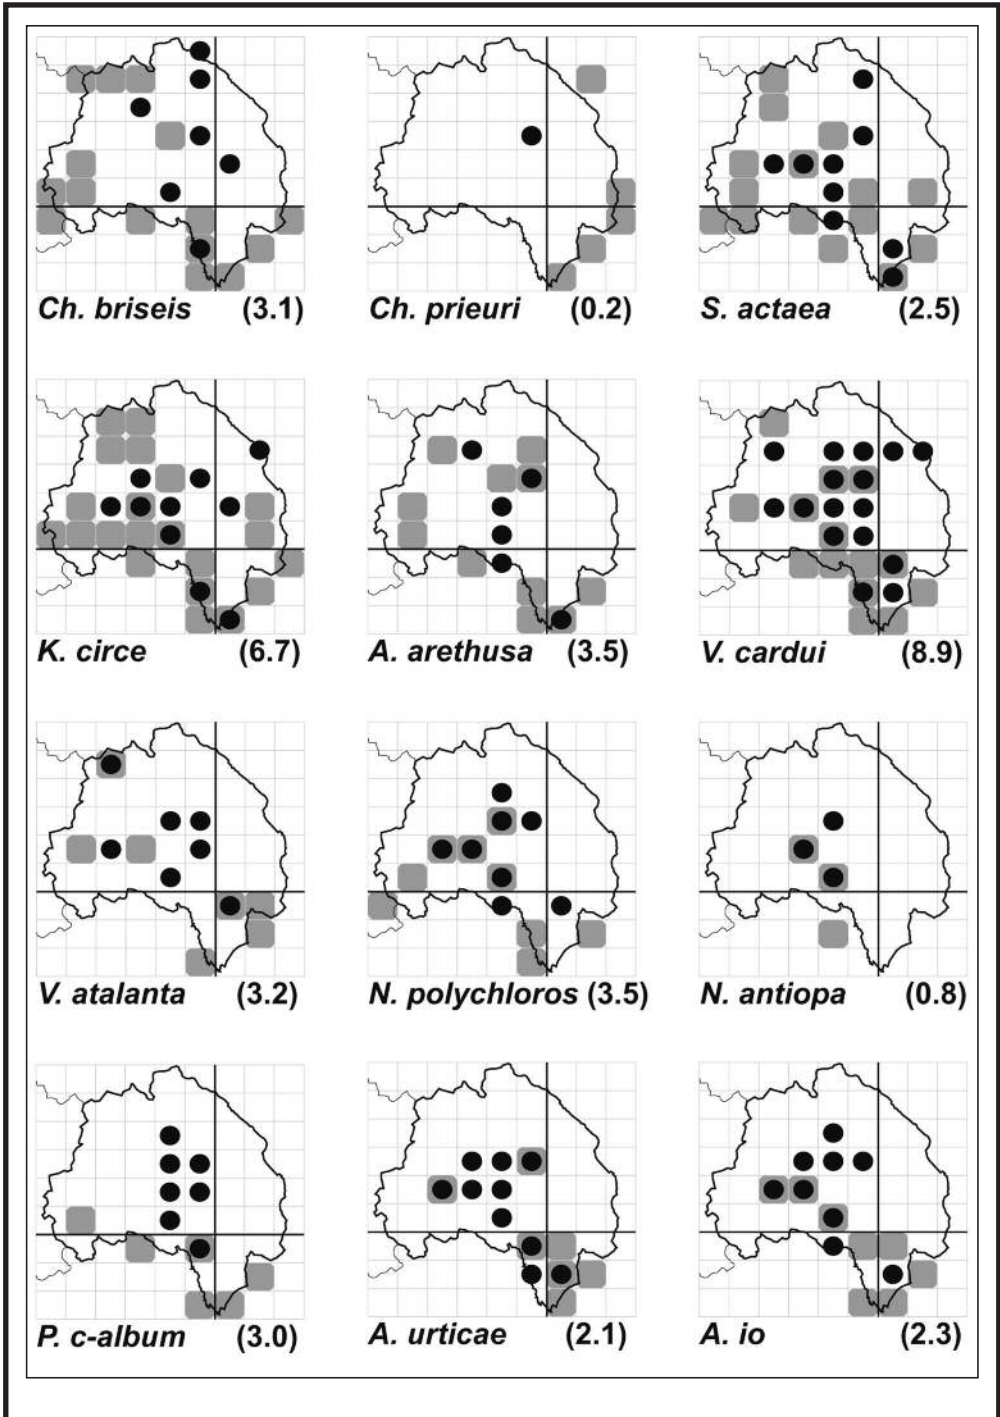 Ch. briseis (3.1)
Ch. prieuri (0.2)
S. actaea (2.5)
K. circe (6.7)
A. arethusa (3.5)
V. cardui (8.9)
V. atalanta (3.2)
N. polychloros (3.5)
N. antiopa (0.8)
P. c-album (3.0)
A. urticae (2.1)
A. io (2.3)